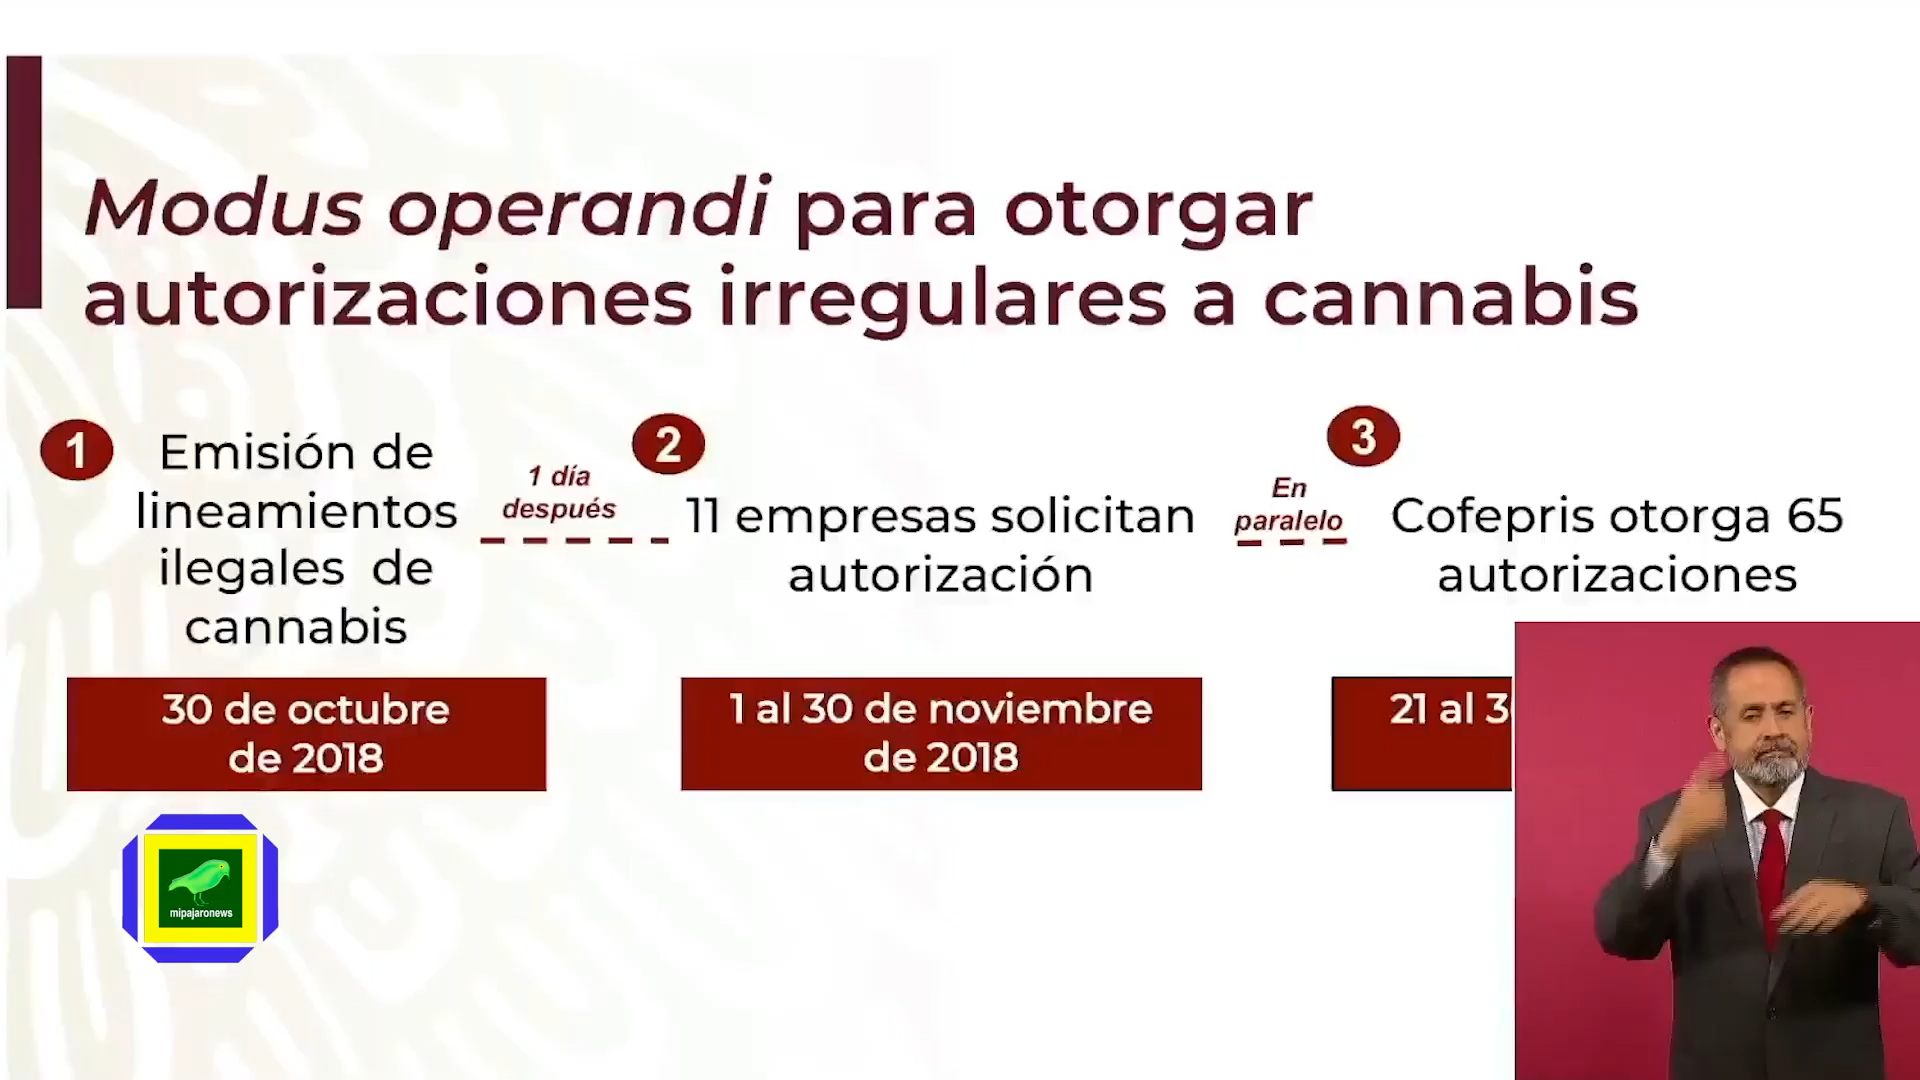 Modus operandi para otorgar
autorizaciones irregulares a cannabis
1
Emisión de
lineamientos
ilegales de
cannabis
30 de octubre
de 2018
1 día
después
2
11 empresas solicitan
autorización
1 al 30 de noviembre
de 2018
En
paralelo
3
Cofepris otorga 65
autorizaciones
21 al
mipajaronews